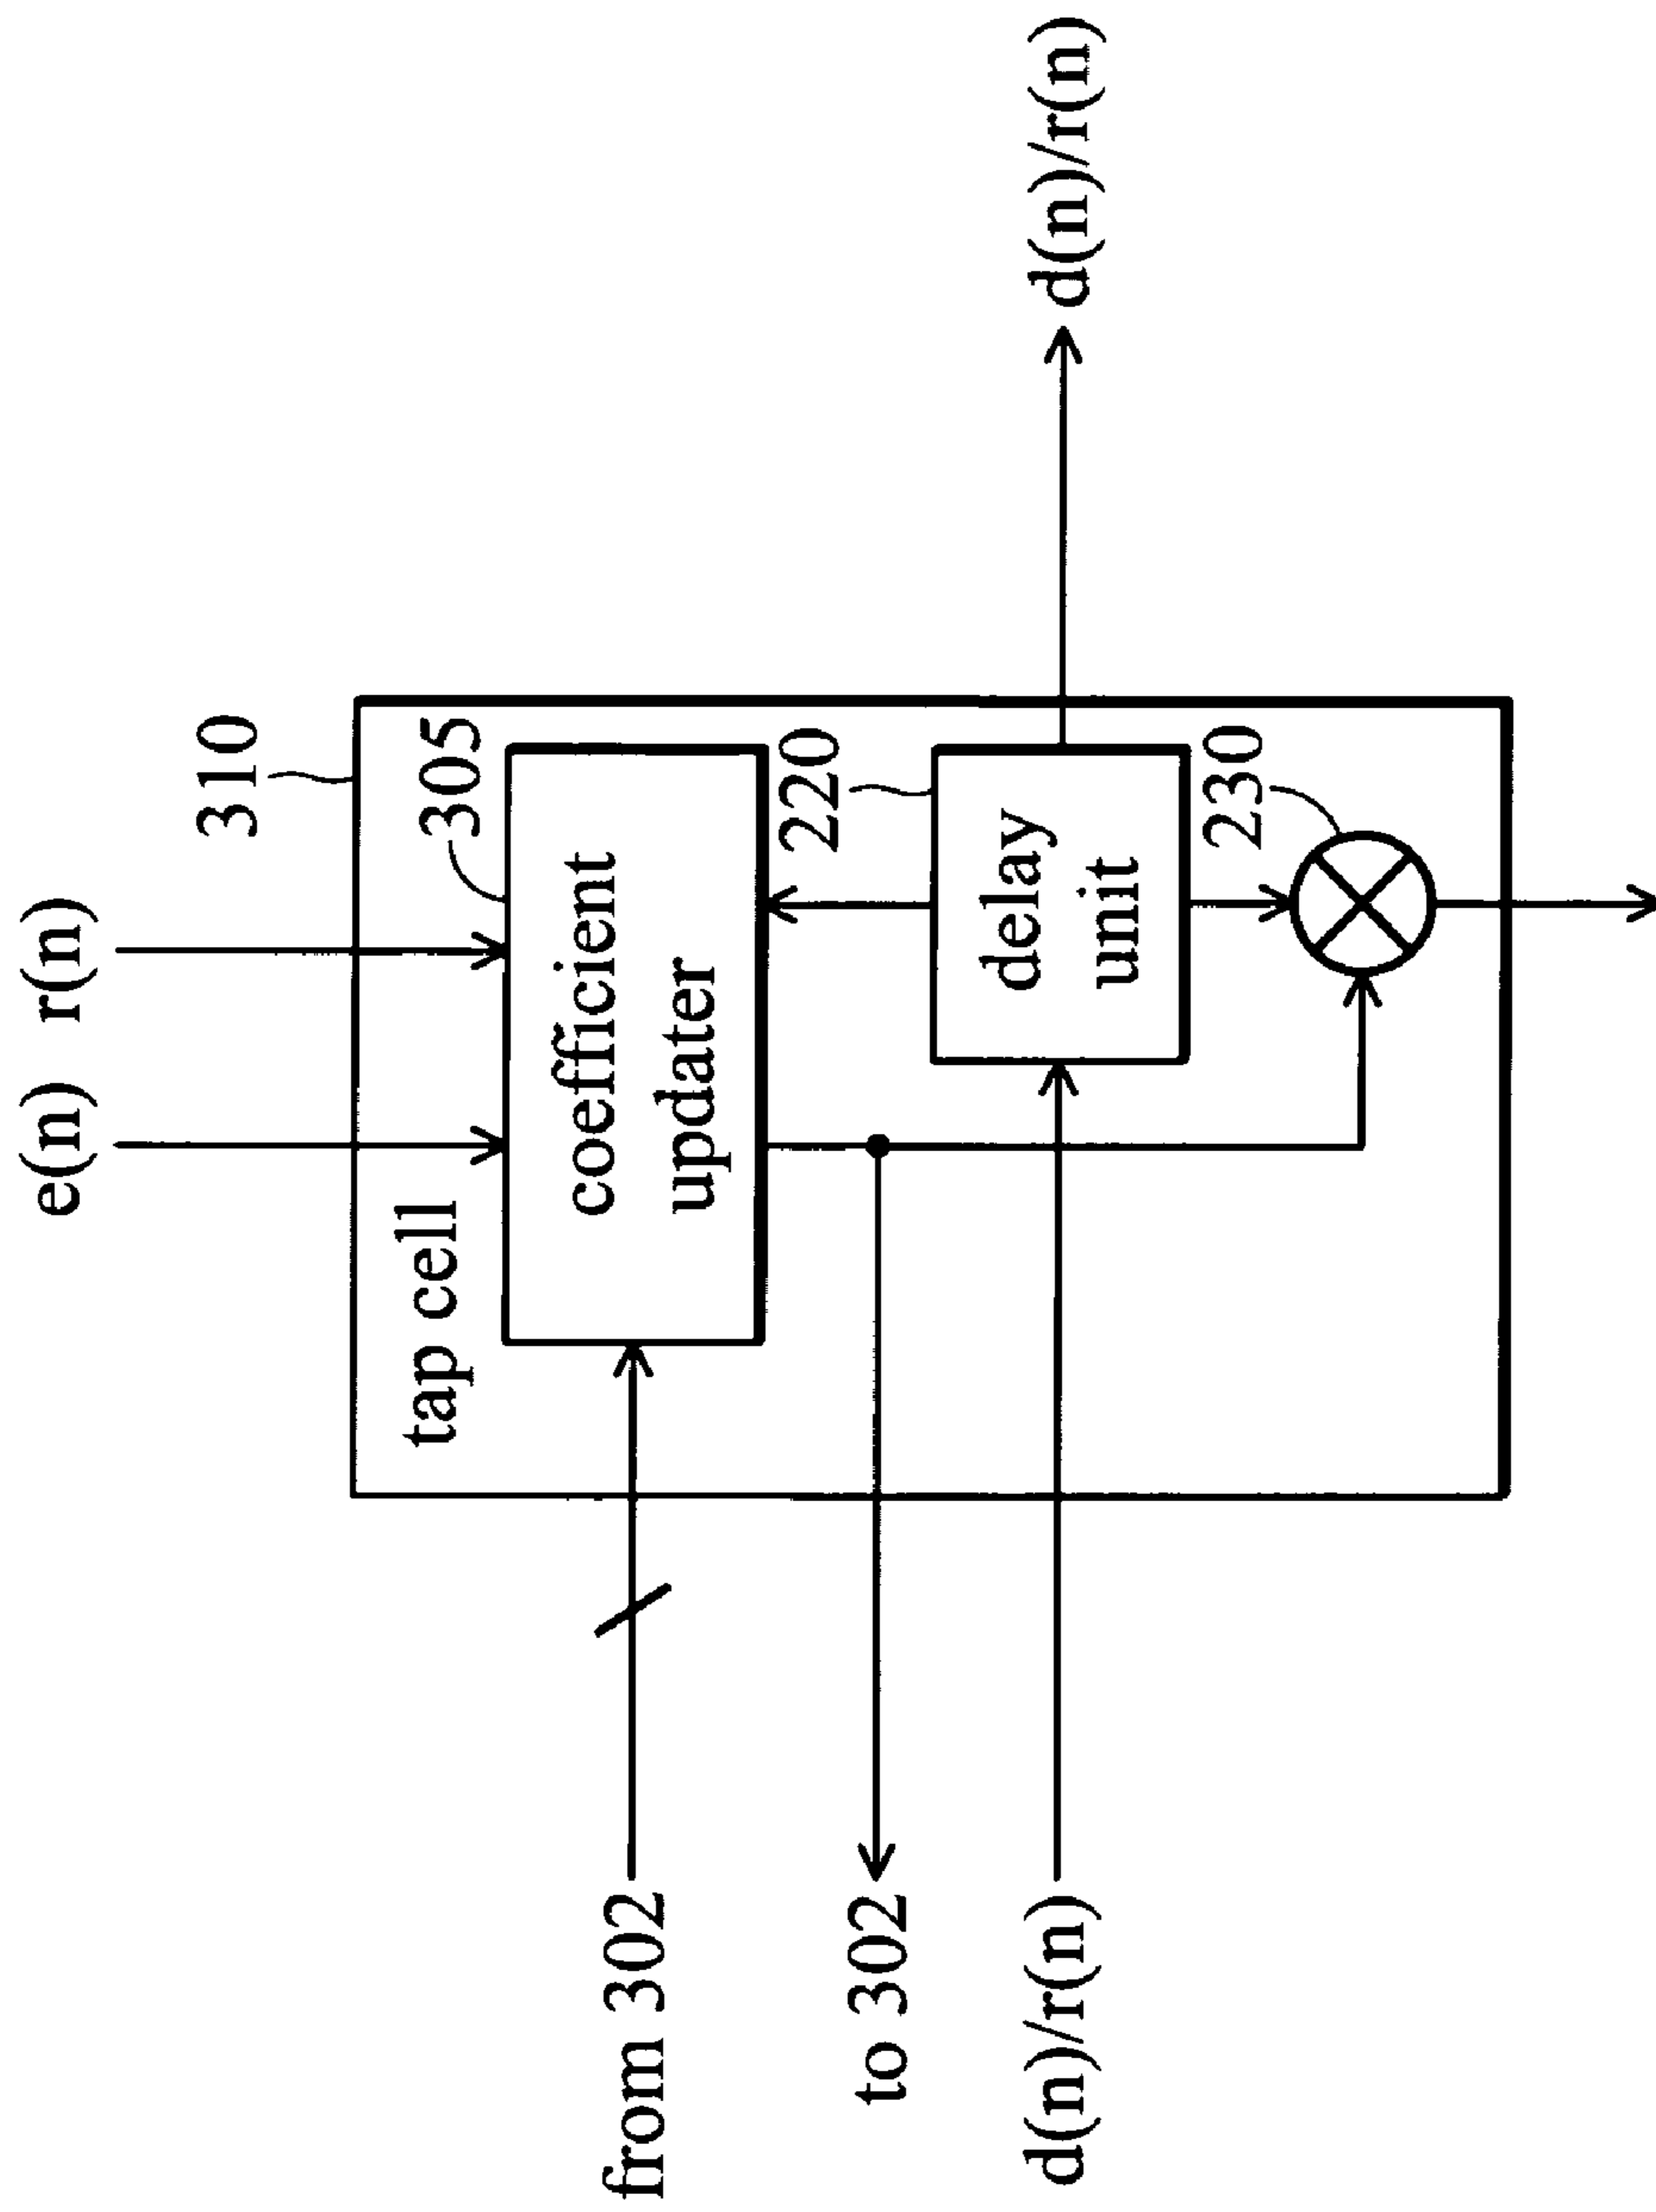 e(n) r(n)
310
tap cell
305
coefficient
updater
from 302
220
to 302
delay
unit
d(n)/r(n)
d(n)/r(n)
230